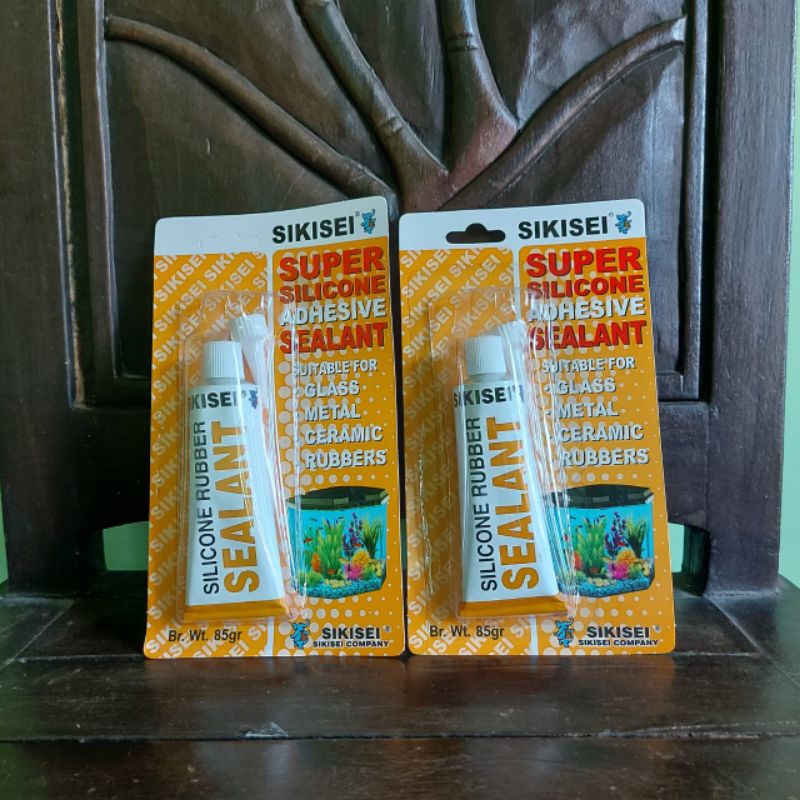 SIKISEI®
SUPER
SILICONE
ADHESIVE
SEALANT
SUITABLE FOR
- GLASS
- METAL
- CERAMIC
- RUBBERS
SIKISEI
SILICONE RUBBER
SEALANT
Br. Wt. 85gr
SIKISEI®
SIKISEI COMPANY
SIKISEI®
SUPER
SILICONE
ADHESIVE
SEALANT
SUITABLE FOR
- GLASS
- METAL
- CERAMIC
- RUBBERS
SIKISEI
SILICONE RUBBER
SEALANT
Br. Wt. 85gr
SIKISEI®
SIKISEI COMPANY